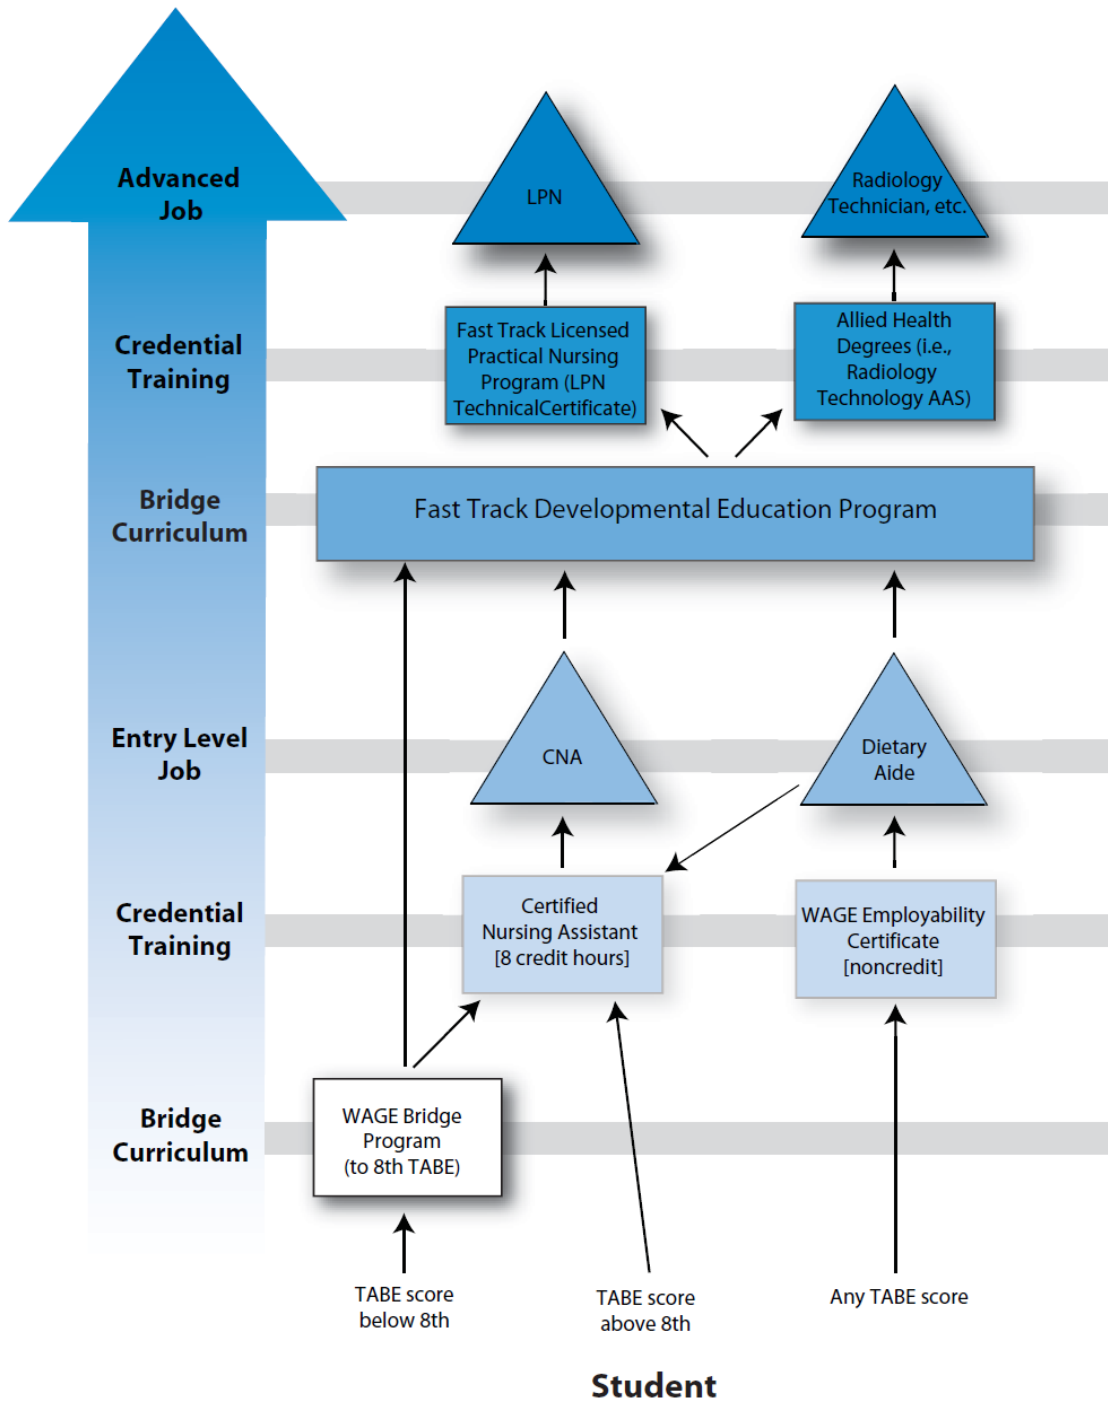 Advanced
Job
LPN
Radiology
Technician, etc.
Credential
Training
Fast Track Licensed
Practical Nursing
Program (LPN
TechnicalCertificate)
Allied Health
Degrees (i.e.,
Radiology
Technology AAS)
Bridge
Curriculum
Fast Track Developmental Education Program
Entry Level
Job
CNA
Dietary
Aide
Credential
Training
Certified
Nursing Assistant
[8 credit hours]
WAGE Employability
Certificate
[noncredit]
Bridge
Curriculum
WAGE Bridge
Program
(to 8th TABE)
TABE score
below 8th
TABE score
above 8th
Any TABE score
Student